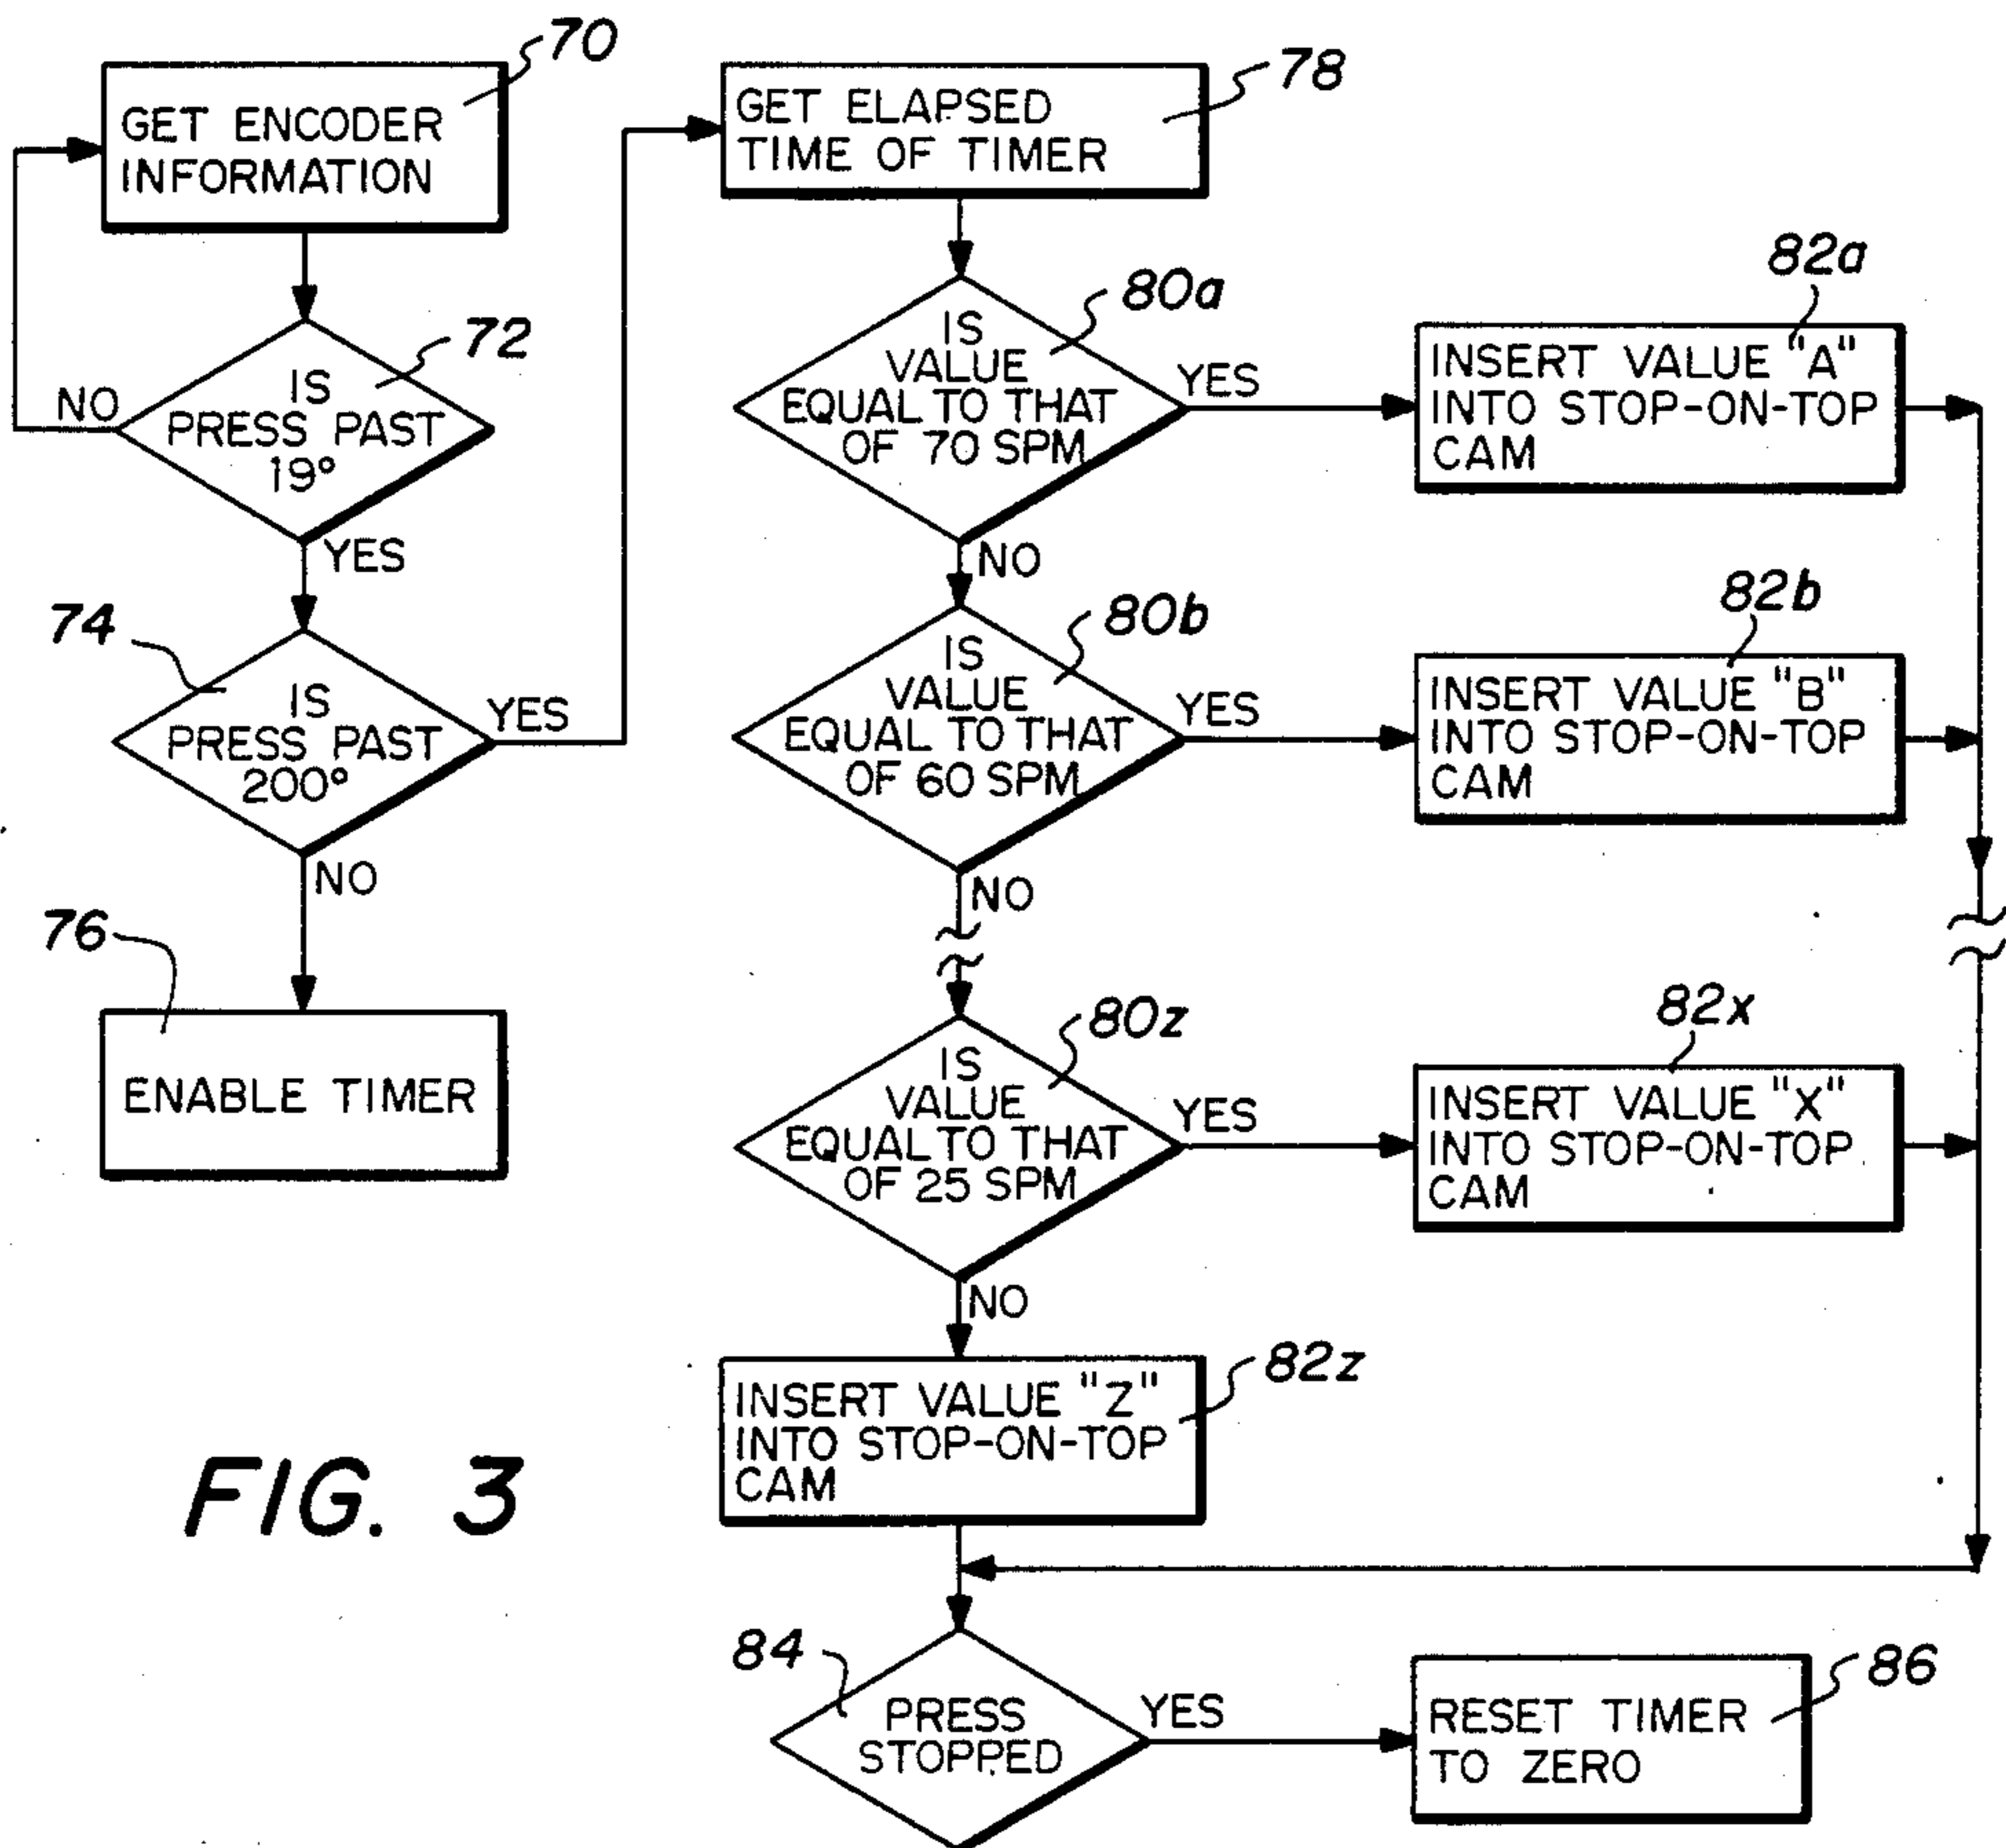 70
GET ENCODER
INFORMATION
72
NO
IS
PRESS PAST
19°
YES
74
IS
PRESS PAST
200°
YES
NO
76
ENABLE TIMER
78
GET ELAPSED
TIME OF TIMER
80a
IS
VALUE
EQUAL TO THAT
OF 70 SPM
YES
82a
INSERT VALUE "A"
INTO STOP-ON-TOP
CAM
NO
80b
IS
VALUE
EQUAL TO THAT
OF 60 SPM
YES
82b
INSERT VALUE "B"
INTO STOP-ON-TOP
CAM
NO
80z
IS
VALUE
EQUAL TO THAT
OF 25 SPM
YES
82x
INSERT VALUE "X"
INTO STOP-ON-TOP
CAM
NO
82z
INSERT VALUE "Z"
INTO STOP-ON-TOP
CAM
84
PRESS
STOPPED
YES
86
RESET TIMER
TO ZERO
FIG. 3